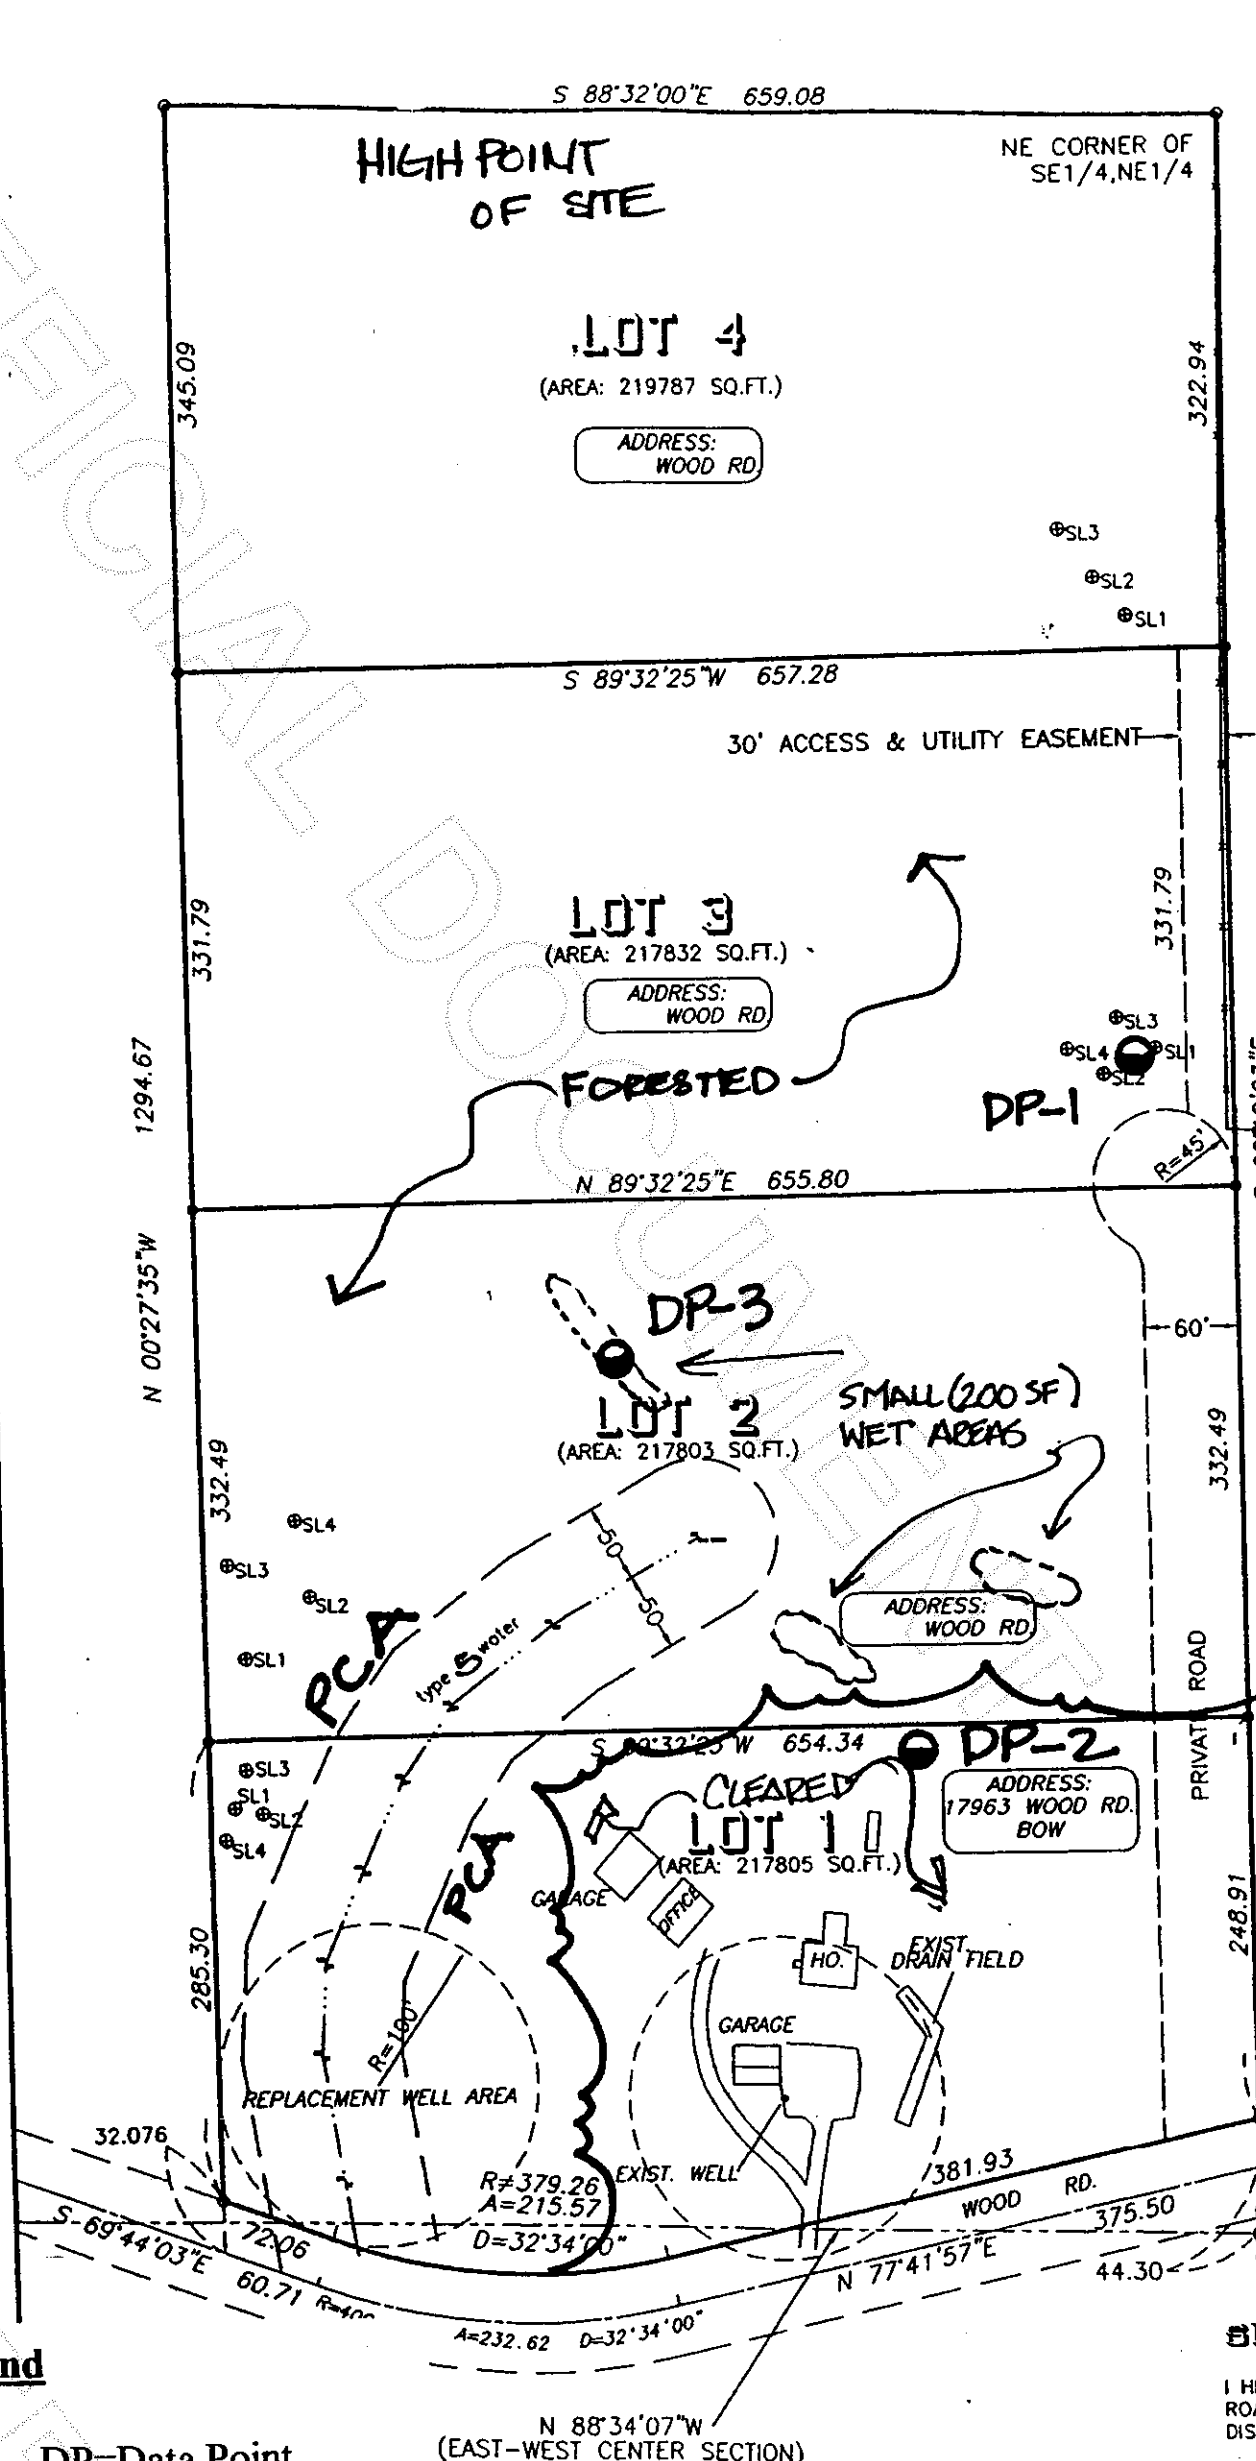 S 88°32'00"E 659.08
HIGH POINT
OF SITE
NE CORNER OF
SE1/4,NE1/4
LOT 4
(AREA: 219787 SQ.FT.)
ADDRESS:
WOOD RD.
345.09
322.94
SL3
SL2
SL1
S 89°32'25"W 657.28
30' ACCESS & UTILITY EASEMENT
LOT 3
(AREA: 217832 SQ.FT.)
ADDRESS:
WOOD RD.
331.79
331.79
SL3
SL4
SL1
SL2
FORESTED
DP-1
R=45'
1294.67
N 00°27'35"W
N 89°32'25"E 655.80
DP-3
60'
SMALL (200 SF)
WET AREAS
LOT 2
(AREA: 217803 SQ.FT.)
332.49
332.49
SL4
SL3
SL2
SL1
50
50
ADDRESS:
WOOD RD.
type 5 water
PCA
PRIVATE ROAD
S 89°32'25"W 654.34
DP-2
SL3
SL1
SL2
SL4
CLEARED
ADDRESS:
17963 WOOD RD.
BOW
LOT 1
(AREA: 217805 SQ.FT.)
PCA
GARAGE
OFFICE
285.30
248.91
HO.
EXIST.
DRAIN FIELD
GARAGE
R=100'
REPLACEMENT WELL AREA
32.076
EXIST. WELL
R=379.26
A=215.57
D=32°34'00"
381.93
WOOD RD.
375.50
S 69°44'03"E
72.06
60.71
N 77°41'57"E
44.30
A=232.62 D=32°34'00"
nd
I H
ROA
DIS
N 88°34'07"W
(EAST-WEST CENTER SECTION)
DP=Data Point
OFFICIAL DOCUMENT